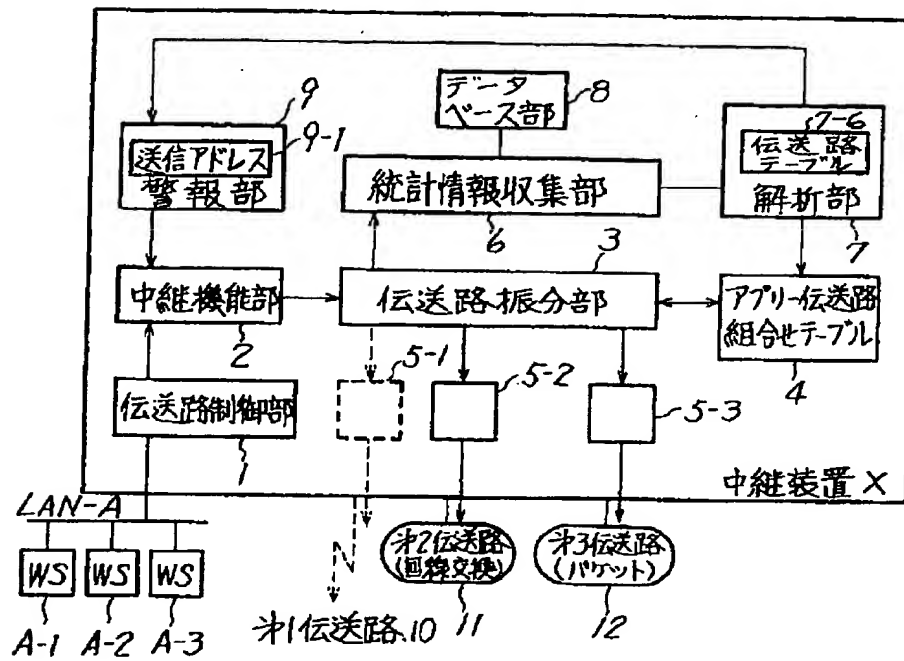 データ
ベース部
8
9
9-1
送信アドレス
警報部
7-6
伝送路
テーブル
解析部
7
統計情報収集部
6
3
中継機能部
2
伝送路振分部
アプリー伝送路
組合せテーブル
4
5-1
5-2
5-3
伝送路制御部
1
中継装置X
LAN-A
WS
WS
WS
A-1
A-2
A-3
第1伝送路10
第2伝送路
(回線交換)
11
第3伝送路
(パケット)
12